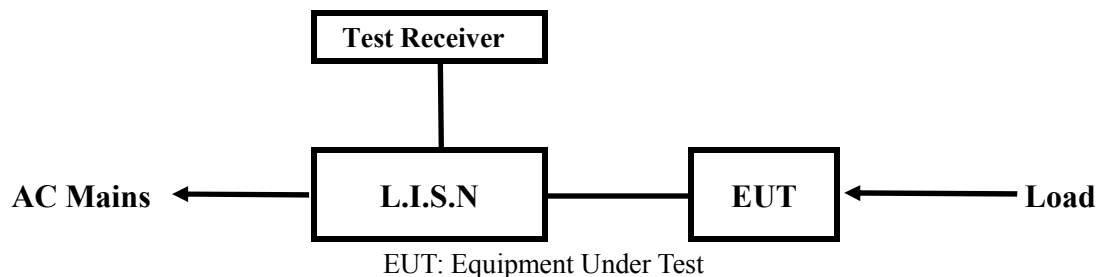 Test Receiver
AC Mains
L.I.S.N
EUT
Load
EUT: Equipment Under Test